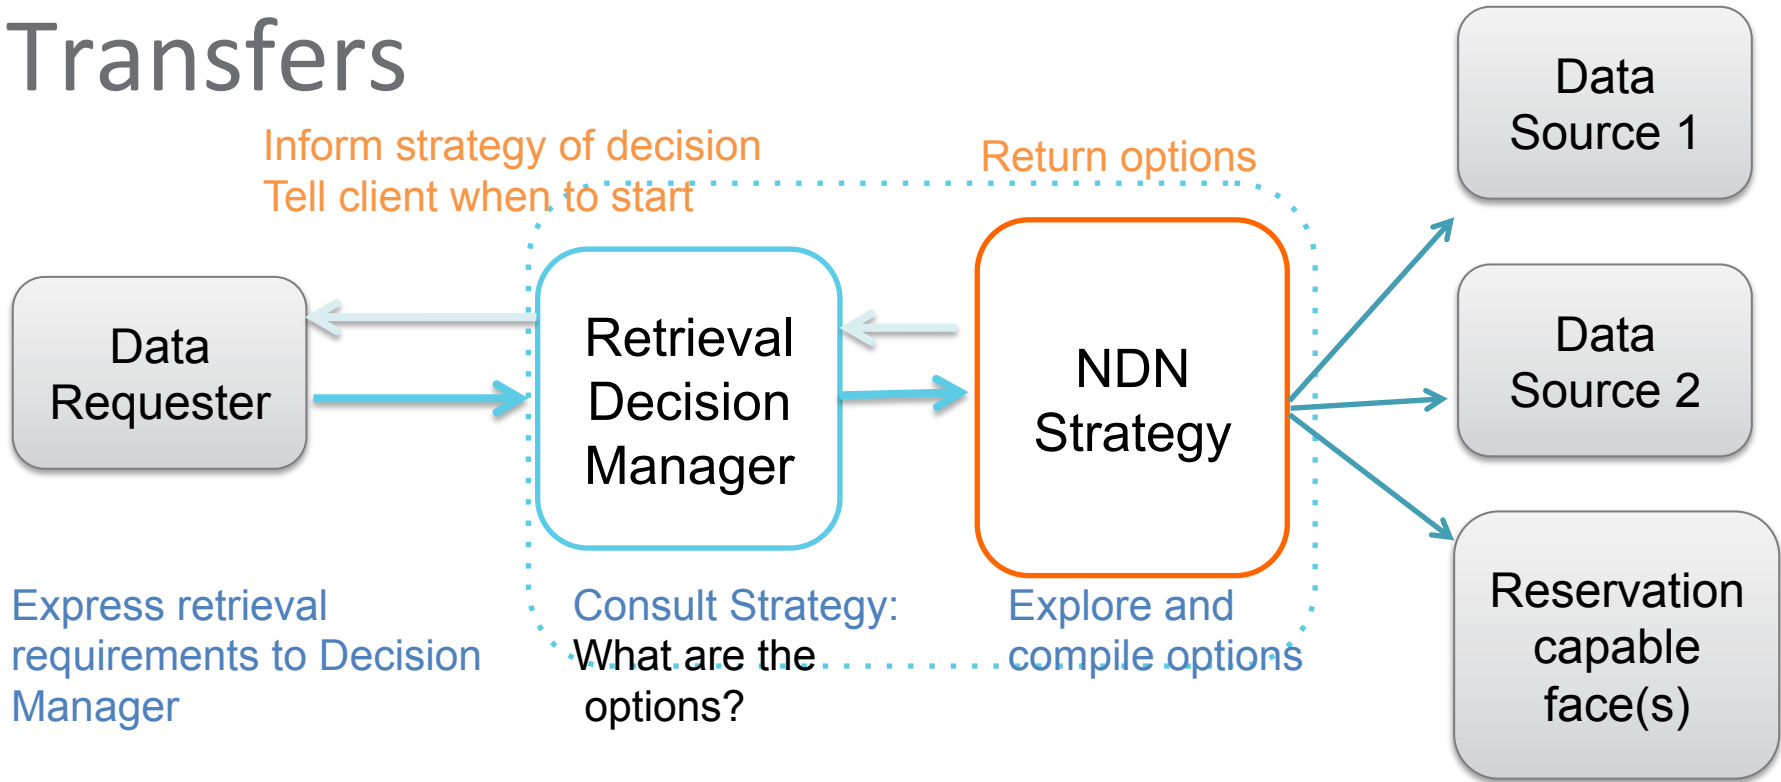 Transfers
Inform strategy of decision
Tell client when to start
Return options
Data
Requester
Retrieval
Decision
Manager
NDN
Strategy
Data
Source 1
Data
Source 2
Reservation
capable
face(s)
Express retrieval
requirements to Decision
Manager
Consult Strategy:
What are the
options?
Explore and
compile options